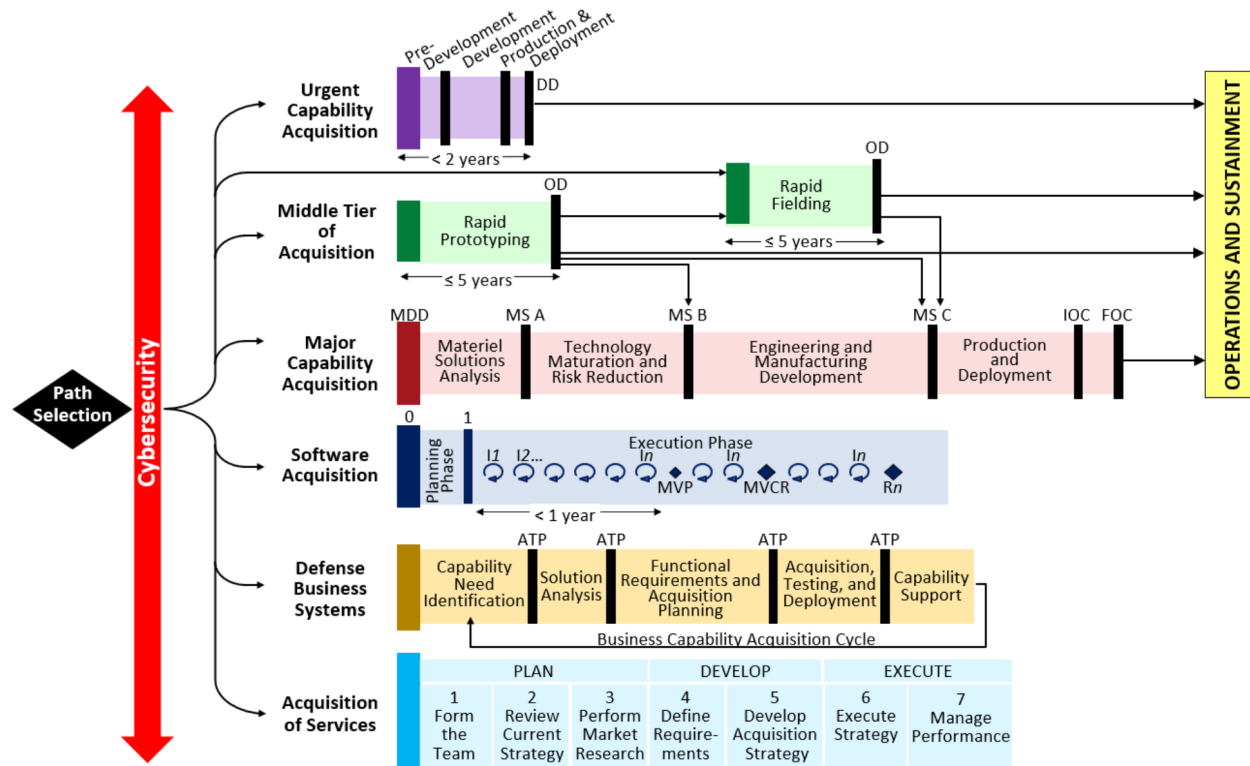 Pre-
Development
Development
Production &
Deployment
DD
Urgent
Capability
Acquisition
< 2 years
OD
Rapid
Fielding
≤ 5 years
Middle Tier
of
Acquisition
OD
Rapid
Prototyping
≤ 5 years
OPERATIONS AND SUSTAINMENT
Path
Selection
Cybersecurity
Major
Capability
Acquisition
MDD
MS A
MS B
MS C
IOC
FOC
Materiel
Solutions
Analysis
Technology
Maturation and
Risk Reduction
Engineering and
Manufacturing
Development
Production
and
Deployment
Software
Acquisition
0
1
Planning
Phase
Execution Phase
I1
I2...
In
In
In
MVP
MVCR
Rn
< 1 year
Defense
Business
Systems
ATP
ATP
ATP
ATP
Capability
Need
Identification
Solution
Analysis
Functional
Requirements and
Acquisition
Planning
Acquisition,
Testing, and
Deployment
Capability
Support
Business Capability Acquisition Cycle
Acquisition
of Services
PLAN
DEVELOP
EXECUTE
1
Form
the
Team
2
Review
Current
Strategy
3
Perform
Market
Research
4
Define
Require-
ments
5
Develop
Acquisition
Strategy
6
Execute
Strategy
7
Manage
Performance